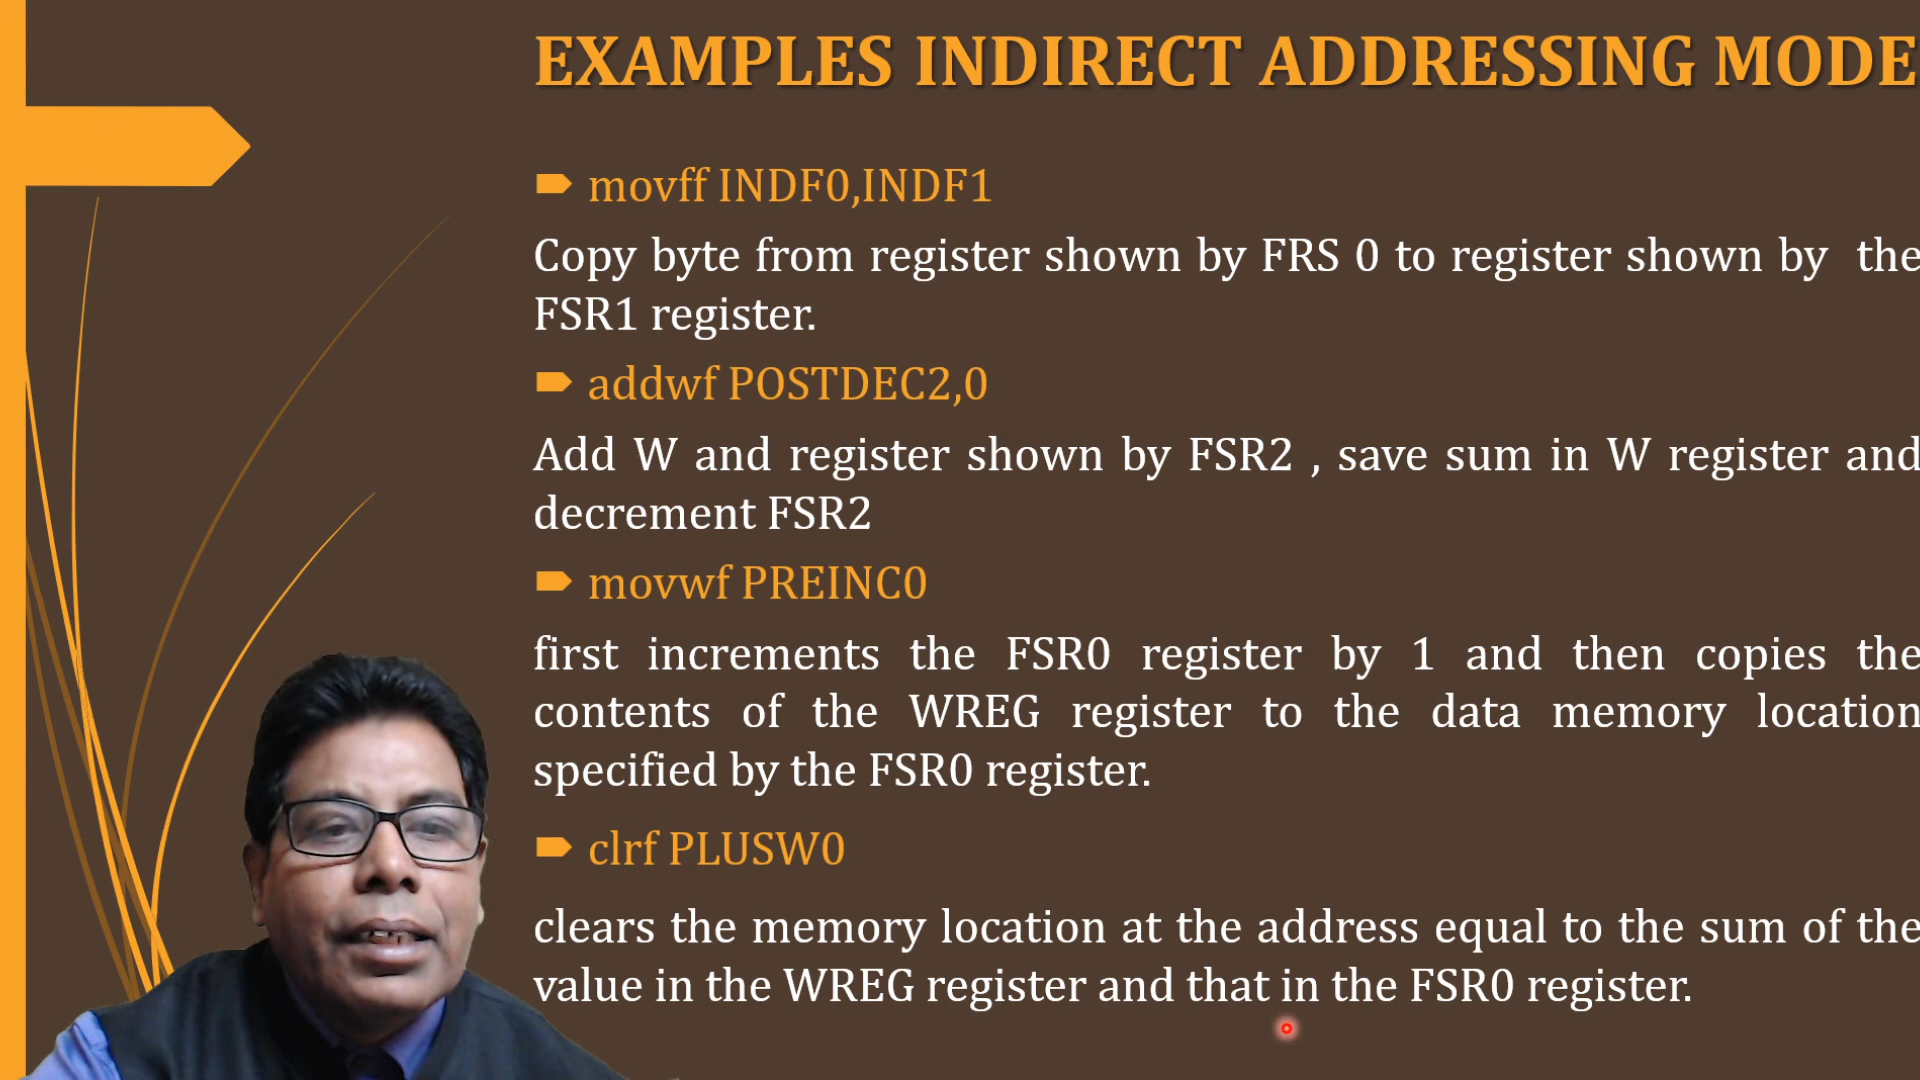 EXAMPLES INDIRECT ADDRESSING MODE
movff INDF0,INDF1
Copy byte from register shown by FRS 0 to register shown by the
FSR1 register.
addwf POSTDEC2,0
Add W and register shown by FSR2 , save sum in W register and
decrement FSR2
movwf PREINC0
first increments the FSR0 register by 1 and then copies the
contents of the WREG register to the data memory location
specified by the FSR0 register.
clrf PLUSW0
clears the memory location at the address equal to the sum of the
value in the WREG register and that in the FSR0 register.